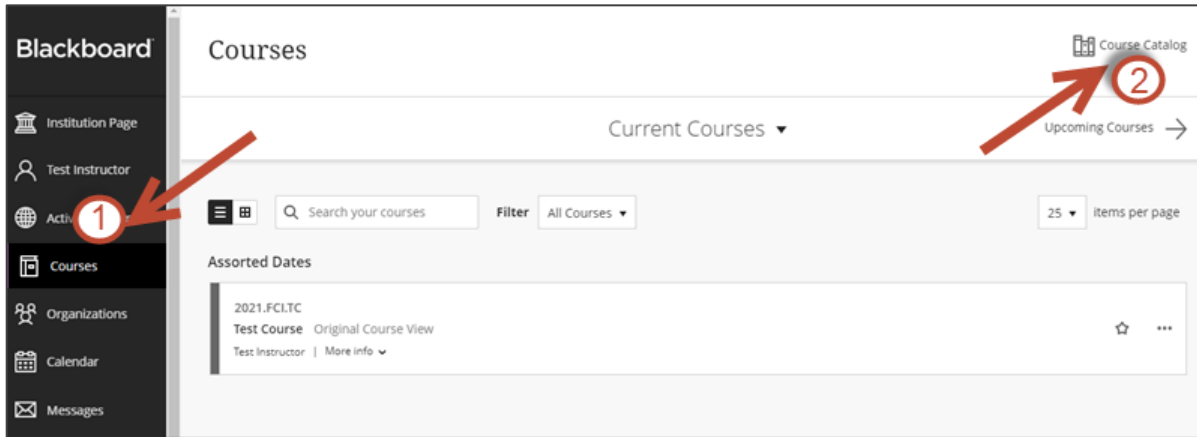 Blackboard
Institution Page
Test Instructor
1
Courses
Organizations
Calendar
Messages
Courses
Course Catalog
2
Current Courses
Upcoming Courses
Search your courses
Filter
All Courses
25
items per page
Assorted Dates
2021.FCI.TC
Test Course Original Course View
Test Instructor | More info